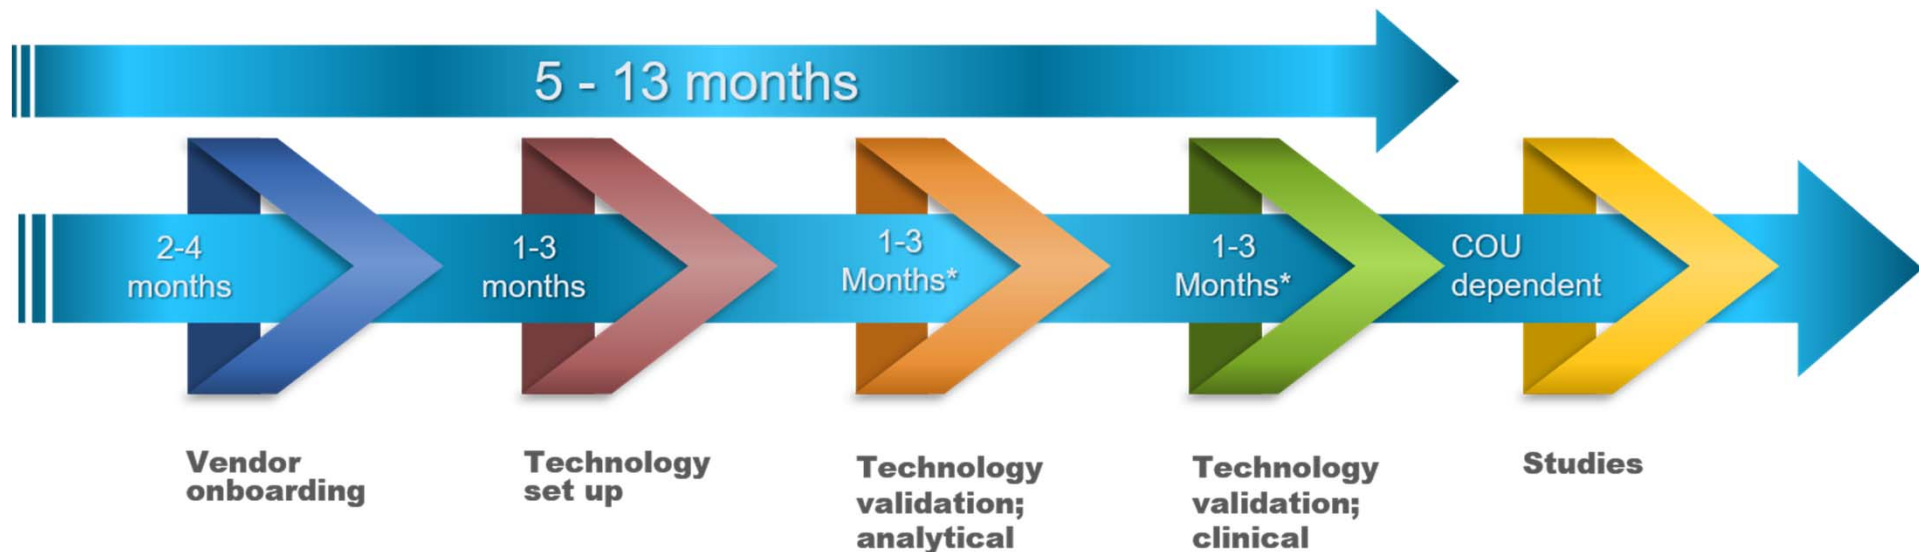 5 - 13 months
2-4
months
1-3
months
1-3
Months*
1-3
Months*
COU
dependent
Vendor
onboarding
Technology
set up
Technology
validation;
analytical
Technology
validation;
clinical
Studies